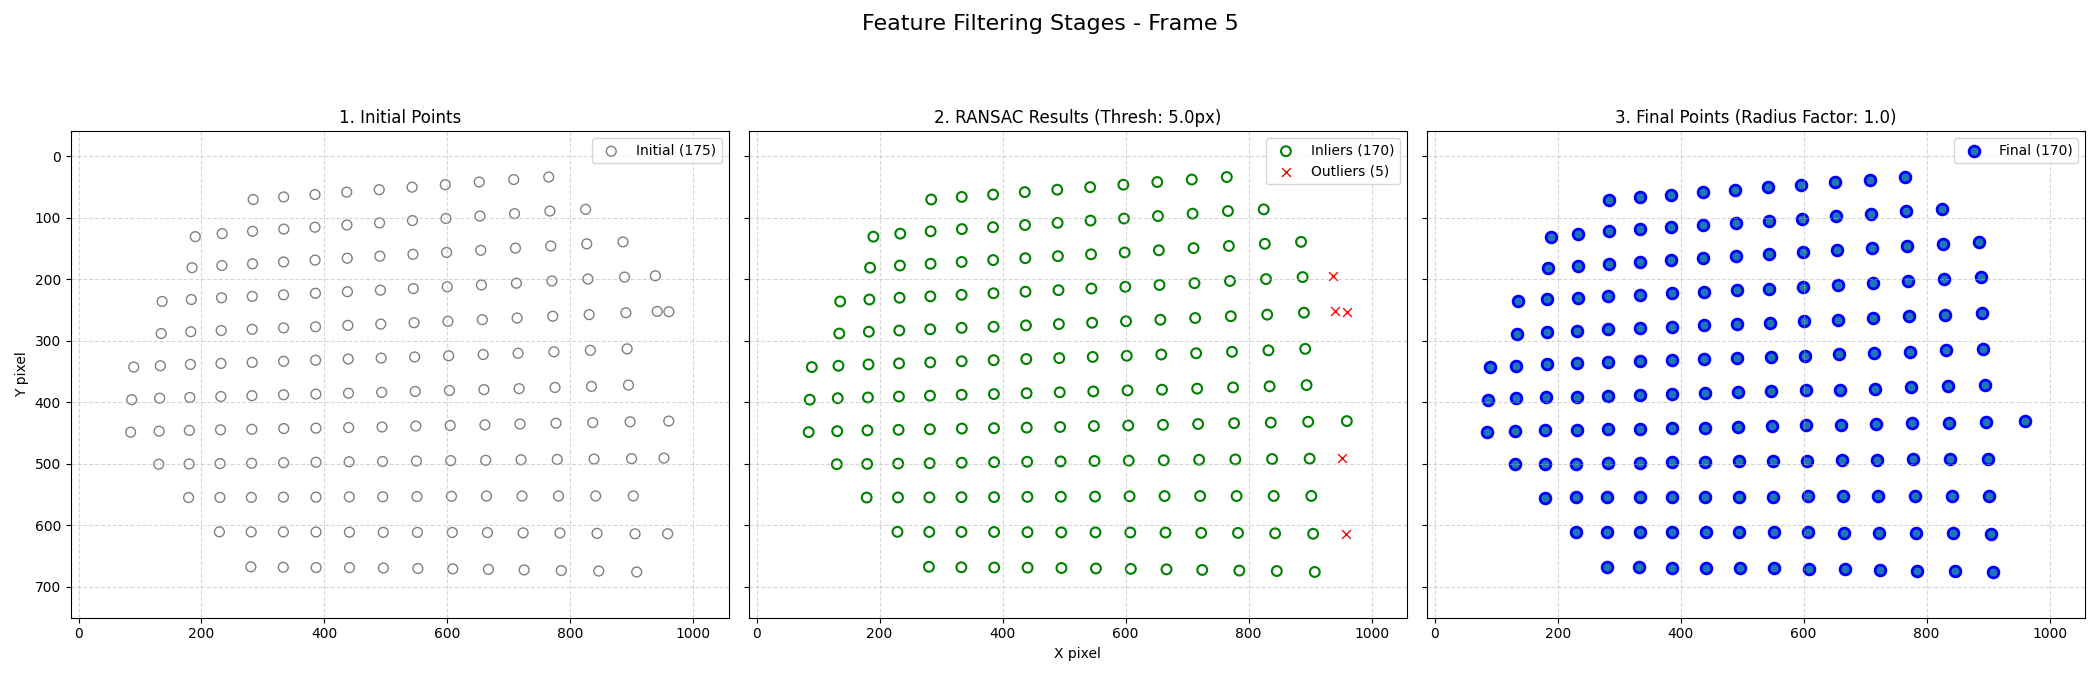 Feature Filtering Stages - Frame 5
1. Initial Points
2. RANSAC Results (Thresh: 5.0px)
3. Final Points (Radius Factor: 1.0)
Initial (175)
Inliers (170)
Outliers (5)
Final (170)
Y pixel
0
100
200
300
400
500
600
700
0 200 400 600 800 1000
0 200 400 600 800 1000
0 200 400 600 800 1000
X pixel